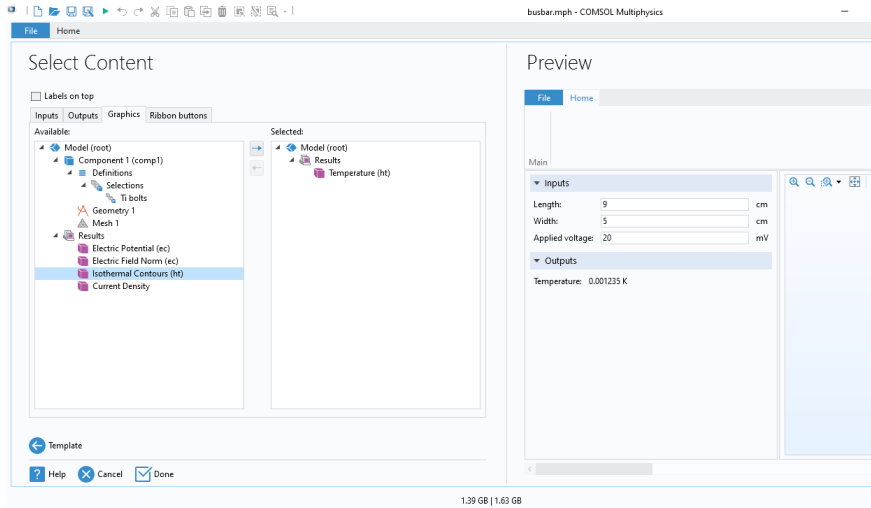 busbar.mph - COMSOL Multiphysics
File Home
Select Content
Labels on top
Inputs Outputs Graphics Ribbon buttons
Available:
Model (root)
Component 1 (comp1)
Definitions
Selections
Ti bolts
Geometry 1
Mesh 1
Results
Electric Potential (ec)
Electric Field Norm (ec)
Isothermal Contours (ht)
Current Density
Selected:
Model (root)
Results
Temperature (ht)
Template
? Help Cancel Done
Preview
File Home
Main
Inputs
Length: 9 cm
Width: 5 cm
Applied voltage: 20 mV
Outputs
Temperature: 0.001235 K
1.39 GB | 1.63 GB